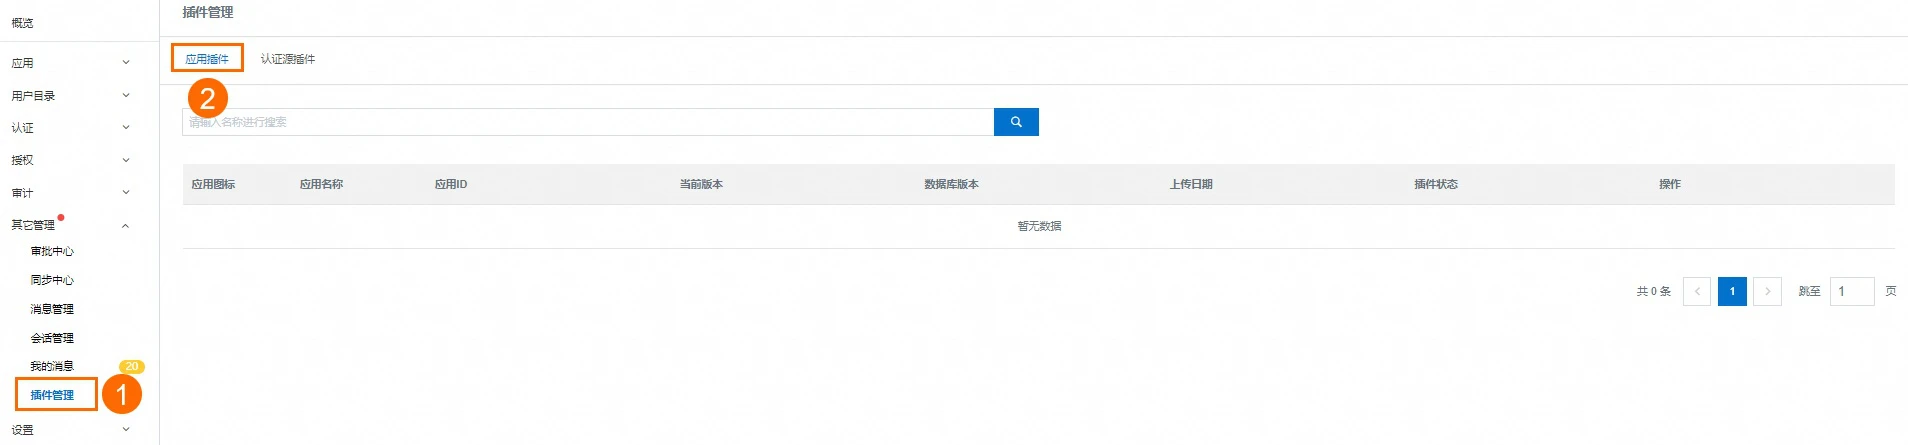 概览
应用
用户目录
认证
授权
审计
其它管理
审批中心
同步中心
消息管理
会话管理
我的消息 20
插件管理 1
设置
插件管理
应用插件 认证源插件
2
请输入名称进行搜索
应用图标 应用名称 应用ID 当前版本 数据库版本 上传日期 插件状态 操作
暂无数据
共 0 条 1 跳至 1 页